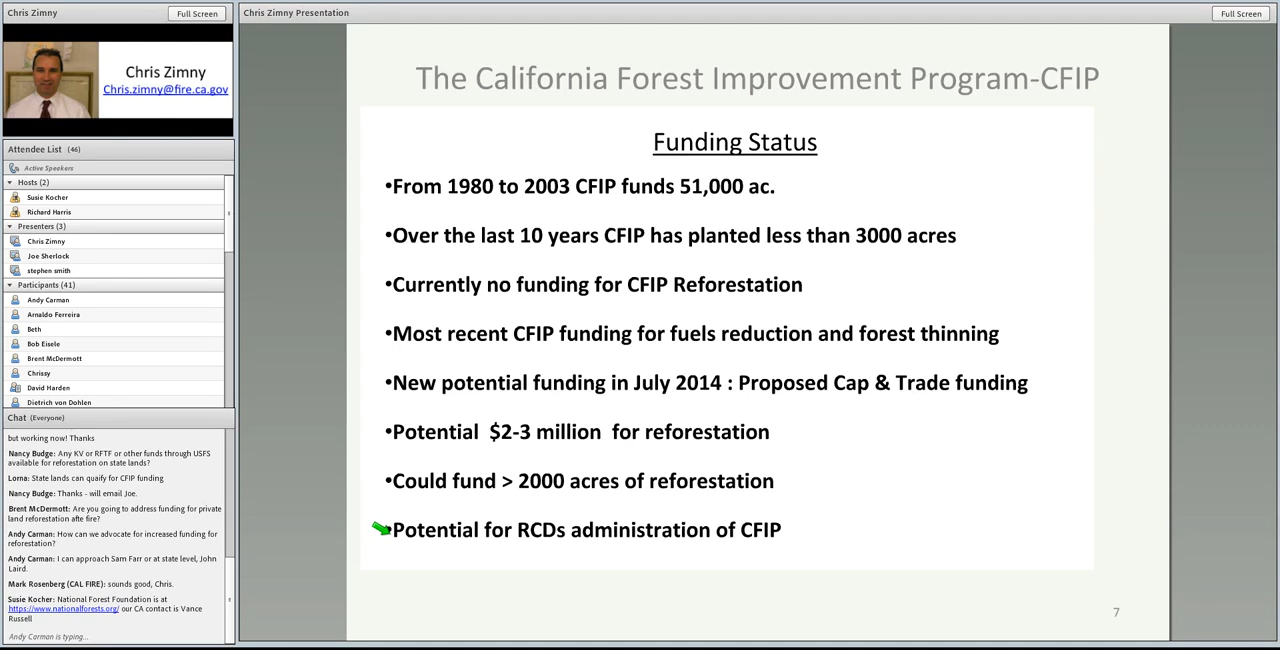 Chris Zimny
Full Screen
Chris Zimny
Chris.zimny@fire.ca.gov
Attendee List (46)
Active Speakers
Hosts (2)
Susie Kocher
Richard Harris
Presenters (3)
Chris Zimny
Joe Sherlock
stephen smith
Participants (41)
Andy Carman
Arnaldo Ferreira
Beth
Bob Eisele
Brent McDermott
Chrissy
David Harden
Dietrich von Dohlen
Chat (Everyone)
but working now! Thanks
Nancy Budge: Any KV or RFTF or other funds through USFS
available for reforestation on state lands?
Lorna: State lands can quaify for CFIP funding
Nancy Budge: Thanks - will email Joe.
Brent McDermott: Are you going to address funding for private
land reforestation afte fire?
Andy Carman: How can we advocate for increased funding for
reforestation?
Andy Carman: I can approach Sam Farr or at state level, John
Laird.
Mark Rosenberg (CAL FIRE): sounds good, Chris.
Susie Kocher: National Forest Foundation is at
https://www.nationalforests.org/ our CA contact is Vance
Russell
Andy Carman is typing...
Chris Zimny Presentation
Full Screen
The California Forest Improvement Program-CFIP
Funding Status
•From 1980 to 2003 CFIP funds 51,000 ac.
•Over the last 10 years CFIP has planted less than 3000 acres
•Currently no funding for CFIP Reforestation
•Most recent CFIP funding for fuels reduction and forest thinning
•New potential funding in July 2014 : Proposed Cap & Trade funding
•Potential $2-3 million for reforestation
•Could fund > 2000 acres of reforestation
•Potential for RCDs administration of CFIP
7